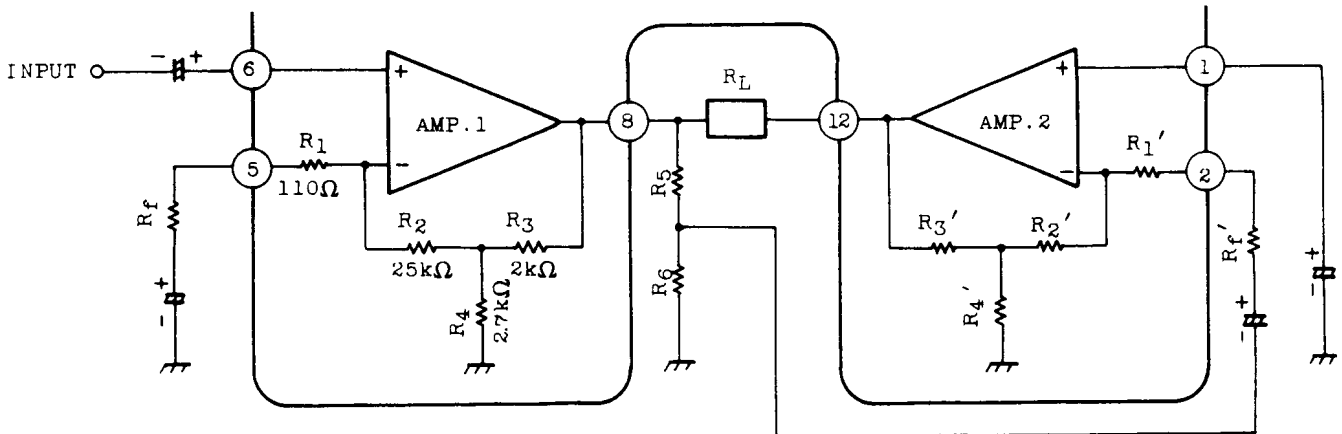 INPUT
6
+
-
AMP.1
8
5
R1
110Ω
Rf
R2
25kΩ
R3
2kΩ
R4
2.7kΩ
- +
+
-
RL
R5
R6
12
+
-
AMP.2
1
2
R1'
R2'
R3'
R4'
Rf'
+
-
+
-